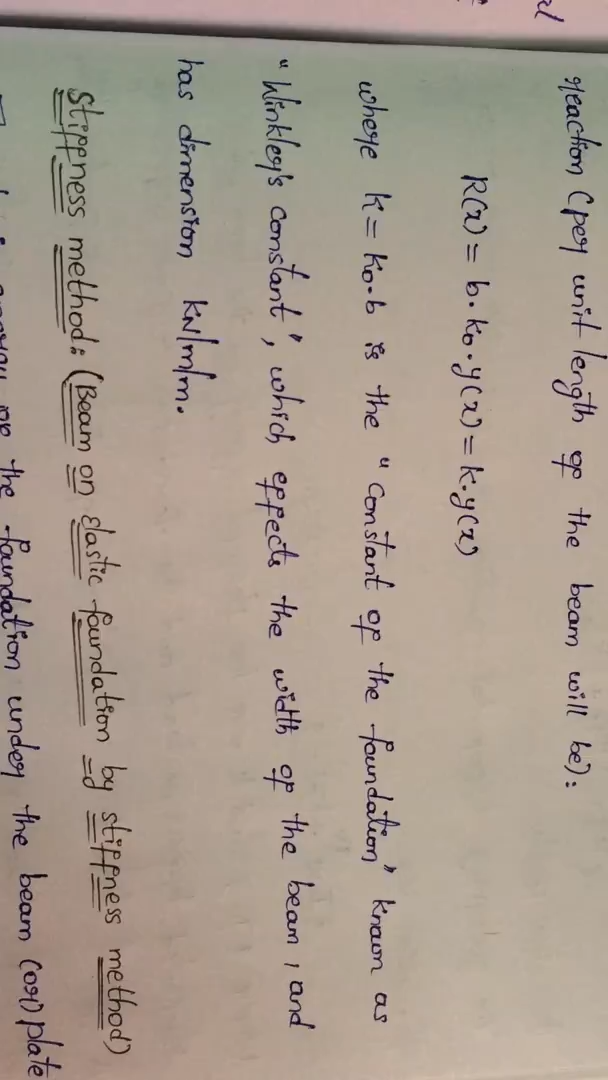 reaction (per unit length of the beam will be):
R(x) = b·k₀·y(x) = k·y(x)
where k = k₀·b is the "constant of the foundation," known as
"Winkler's constant", which effects the width of the beam, and
has dimension kN/m/m.
stiffness method: (Beam on elastic foundation by stiffness method)
the foundation under the beam (or) plate